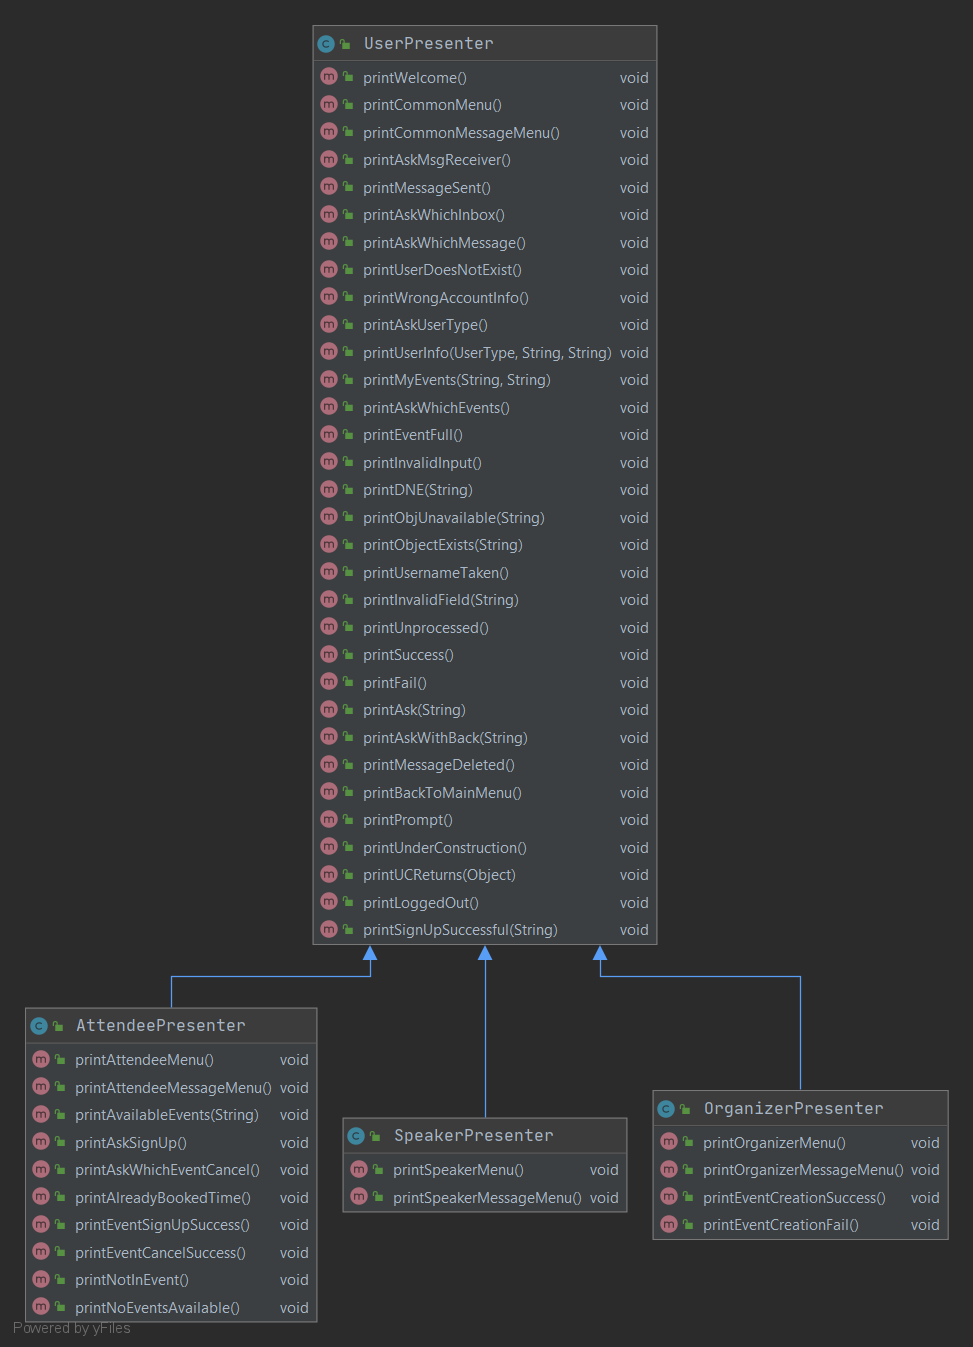 UserPresenter
printWelcome() void
printCommonMenu() void
printCommonMessageMenu() void
printAskMsgReceiver() void
printMessageSent() void
printAskWhichInbox() void
printAskWhichMessage() void
printUserDoesNotExist() void
printWrongAccountInfo() void
printAskUserType() void
printUserInfo(UserType, String, String) void
printMyEvents(String, String) void
printAskWhichEvents() void
printEventFull() void
printInvalidInput() void
printDNE(String) void
printObjUnavailable(String) void
printObjectExists(String) void
printUsernameTaken() void
printInvalidField(String) void
printUnprocessed() void
printSuccess() void
printFail() void
printAsk(String) void
printAskWithBack(String) void
printMessageDeleted() void
printBackToMainMenu() void
printPrompt() void
printUnderConstruction() void
printUCReturns(Object) void
printLoggedOut() void
printSignUpSuccessful(String) void
AttendeePresenter
printAttendeeMenu() void
printAttendeeMessageMenu() void
printAvailableEvents(String) void
printAskSignUp() void
printAskWhichEventCancel() void
printAlreadyBookedTime() void
printEventSignUpSuccess() void
printEventCancelSuccess() void
printNotInEvent() void
printNoEventsAvailable() void
SpeakerPresenter
printSpeakerMenu() void
printSpeakerMessageMenu() void
OrganizerPresenter
printOrganizerMenu() void
printOrganizerMessageMenu() void
printEventCreationSuccess() void
printEventCreationFail() void
Powered by yFiles